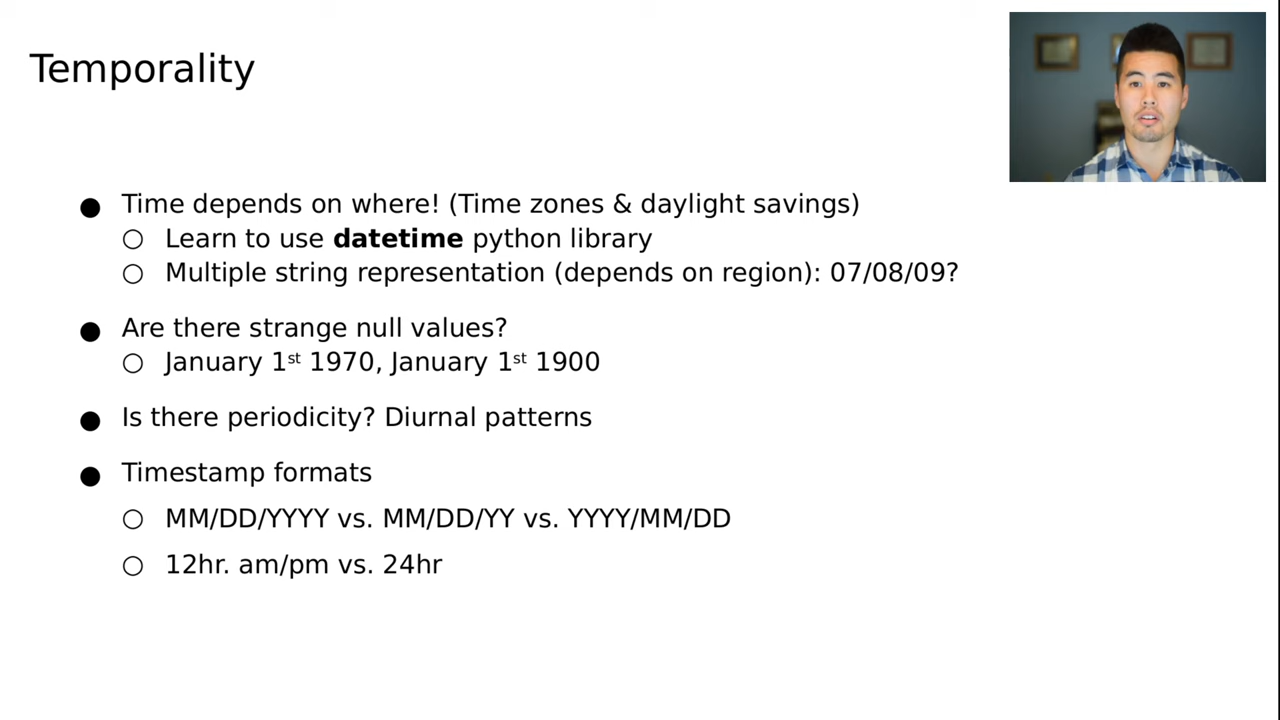 Temporality
● Time depends on where! (Time zones & daylight savings)
○ Learn to use datetime python library
○ Multiple string representation (depends on region): 07/08/09?
● Are there strange null values?
○ January 1st 1970, January 1st 1900
● Is there periodicity? Diurnal patterns
● Timestamp formats
○ MM/DD/YYYY vs. MM/DD/YY vs. YYYY/MM/DD
○ 12hr. am/pm vs. 24hr